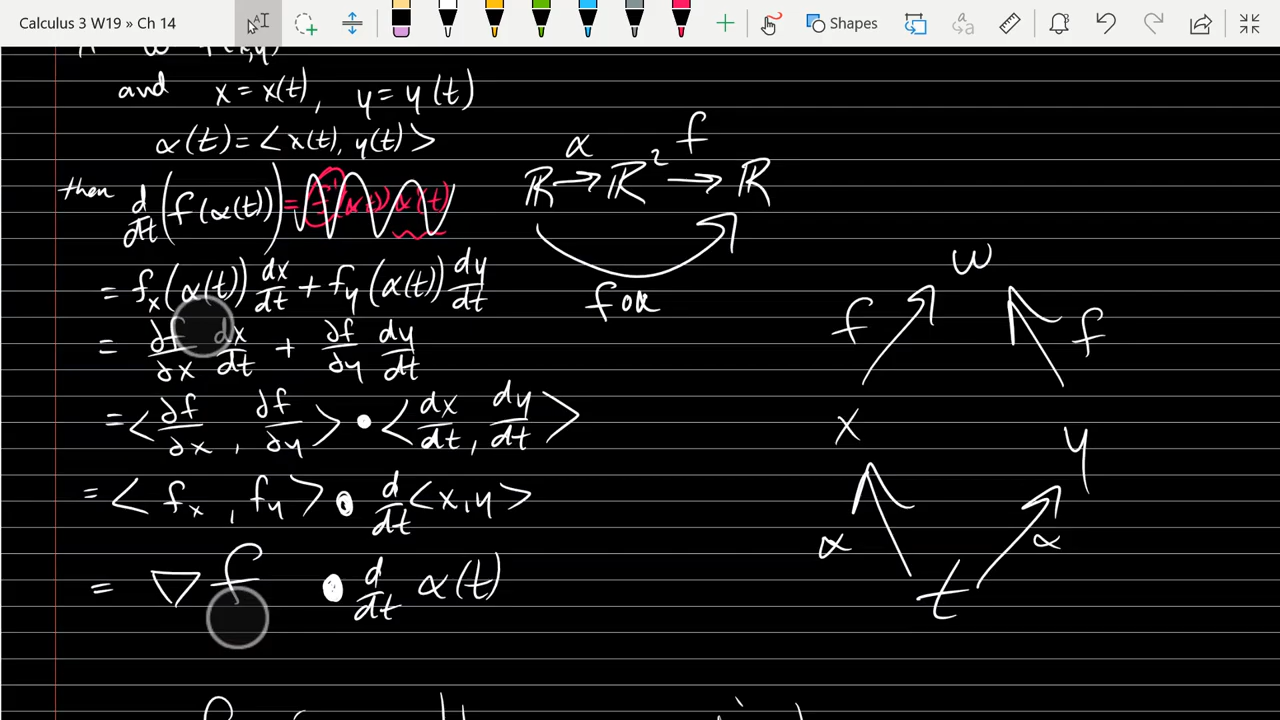 Calculus 3 W19 » Ch 14
Shapes
and x = x(t), y = y(t)
α(t) = < x(t), y(t) >
then d/dt (f(α(t))) =
= f_x(α(t)) dx/dt + f_y(α(t)) dy/dt
= ∂f/∂x dx/dt + ∂f/∂y dy/dt
= < ∂f/∂x , ∂f/∂y > • < dx/dt , dy/dt >
= < f_x , f_y > • d/dt < x, y >
= ∇ f • d/dt α(t)
α f
ℝ → ℝ² → ℝ
f∘α
w
f f
x y
α α
t